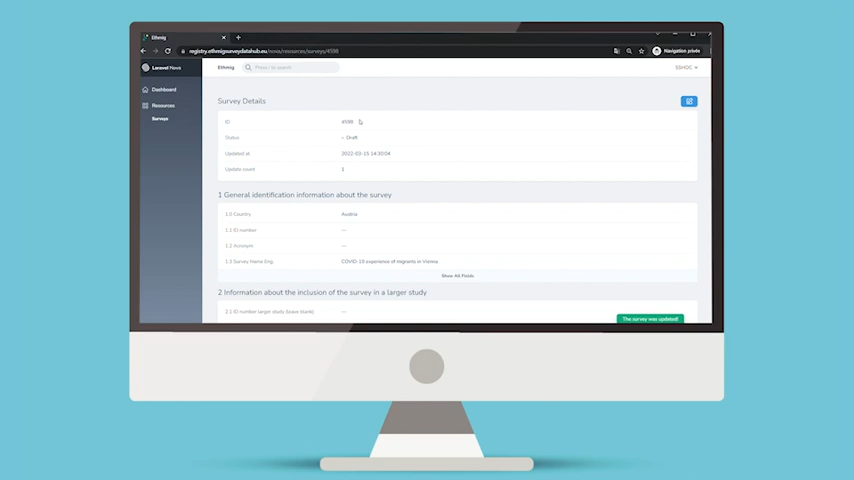 Ethmig
registry.ethmigsurveydatahub.eu/nova/resources/surveys/4598
Navigation privée
Laravel Nova
Ethmig
Press / to search
SSHOC
Dashboard
Resources
Surveys
Survey Details
ID 4598
Status – Draft
Updated at 2022-03-15 14:30:04
Update count 1
1 General identification information about the survey
1.0 Country Austria
1.1 ID number —
1.2 Acronym —
1.3 Survey Name Eng. COVID-19 experience of migrants in Vienna
Show All Fields
2 Information about the inclusion of the survey in a larger study
2.1 ID number larger study (leave blank) —
The survey was updated!